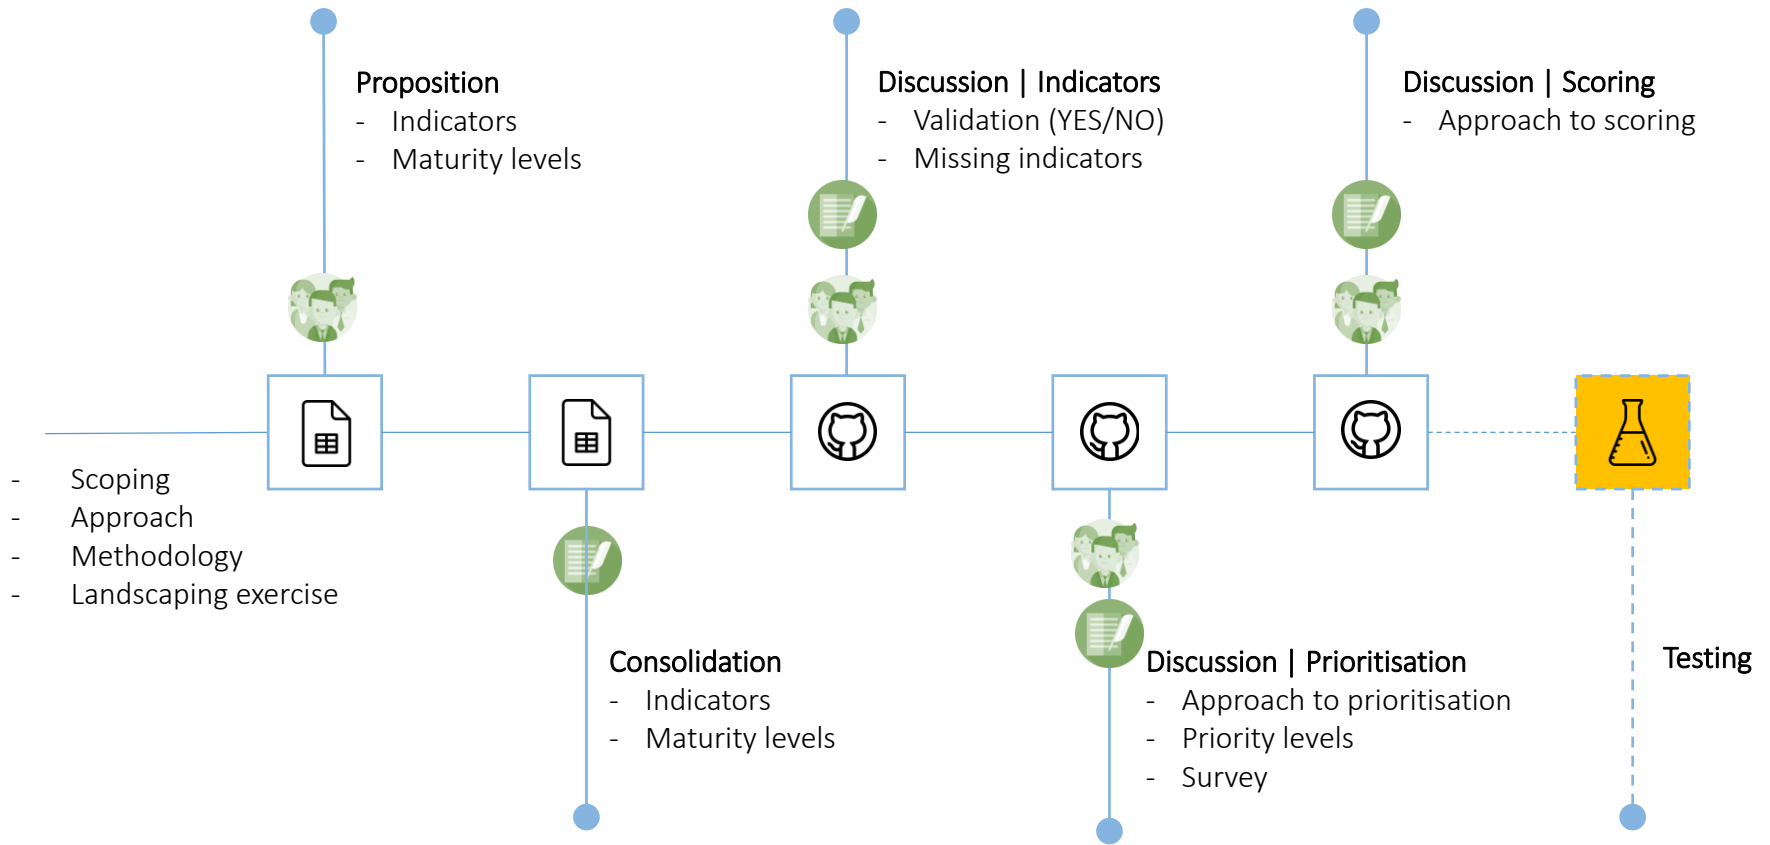 Proposition
- Indicators
- Maturity levels
Discussion | Indicators
- Validation (YES/NO)
- Missing indicators
Discussion | Scoring
- Approach to scoring
- Scoping
- Approach
- Methodology
- Landscaping exercise
Consolidation
- Indicators
- Maturity levels
Discussion | Prioritisation
- Approach to prioritisation
- Priority levels
- Survey
Testing